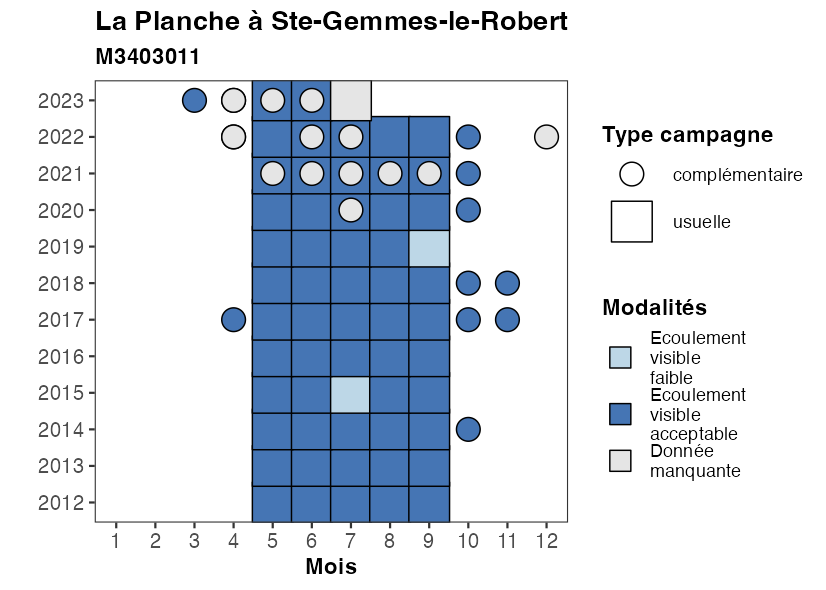 La Planche à Ste-Gemmes-le-Robert
M3403011
2023
2022
2021
2020
2019
2018
2017
2016
2015
2014
2013
2012
1 2 3 4 5 6 7 8 9 10 11 12
Mois
Type campagne
complémentaire
usuelle
Modalités
Ecoulement
visible
faible
Ecoulement
visible
acceptable
Donnée
manquante